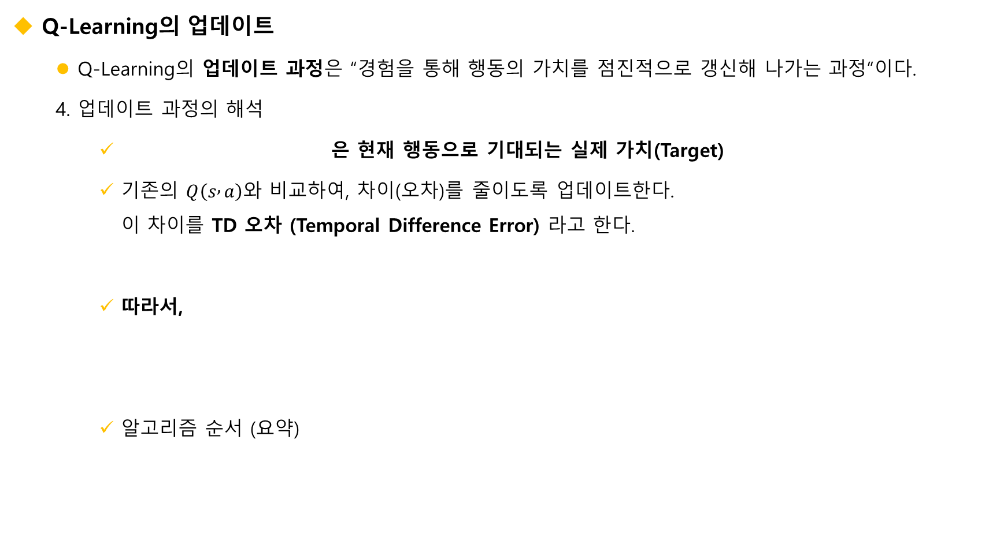 Q-Learning의 업데이트
Q-Learning의 업데이트 과정은 “경험을 통해 행동의 가치를 점진적으로 갱신해 나가는 과정”이다.
4. 업데이트 과정의 해석
은 현재 행동으로 기대되는 실제 가치(Target)
기존의 Q(s,a)와 비교하여, 차이(오차)를 줄이도록 업데이트한다.
이 차이를 TD 오차 (Temporal Difference Error) 라고 한다.
따라서,
알고리즘 순서 (요약)